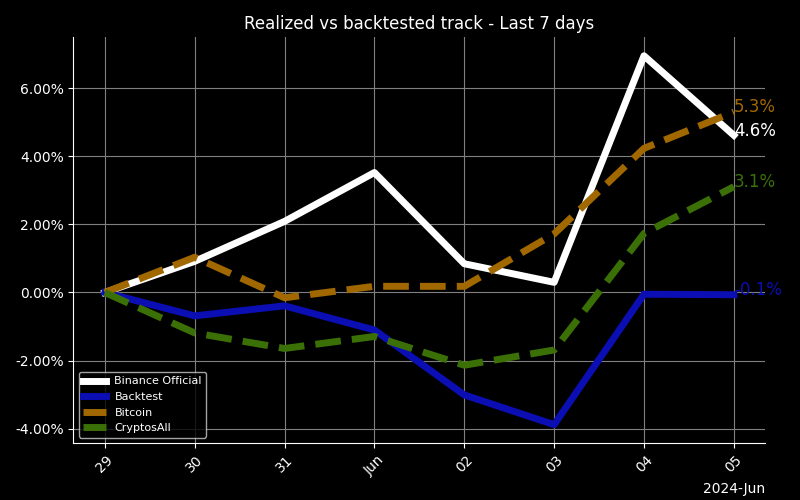 Realized vs backtested track - Last 7 days
6.00%
4.00%
2.00%
0.00%
-2.00%
-4.00%
5.3%
4.6%
3.1%
-0.1%
Binance Official
Backtest
Bitcoin
CryptosAll
29
30
31
Jun
02
03
04
05
2024-Jun